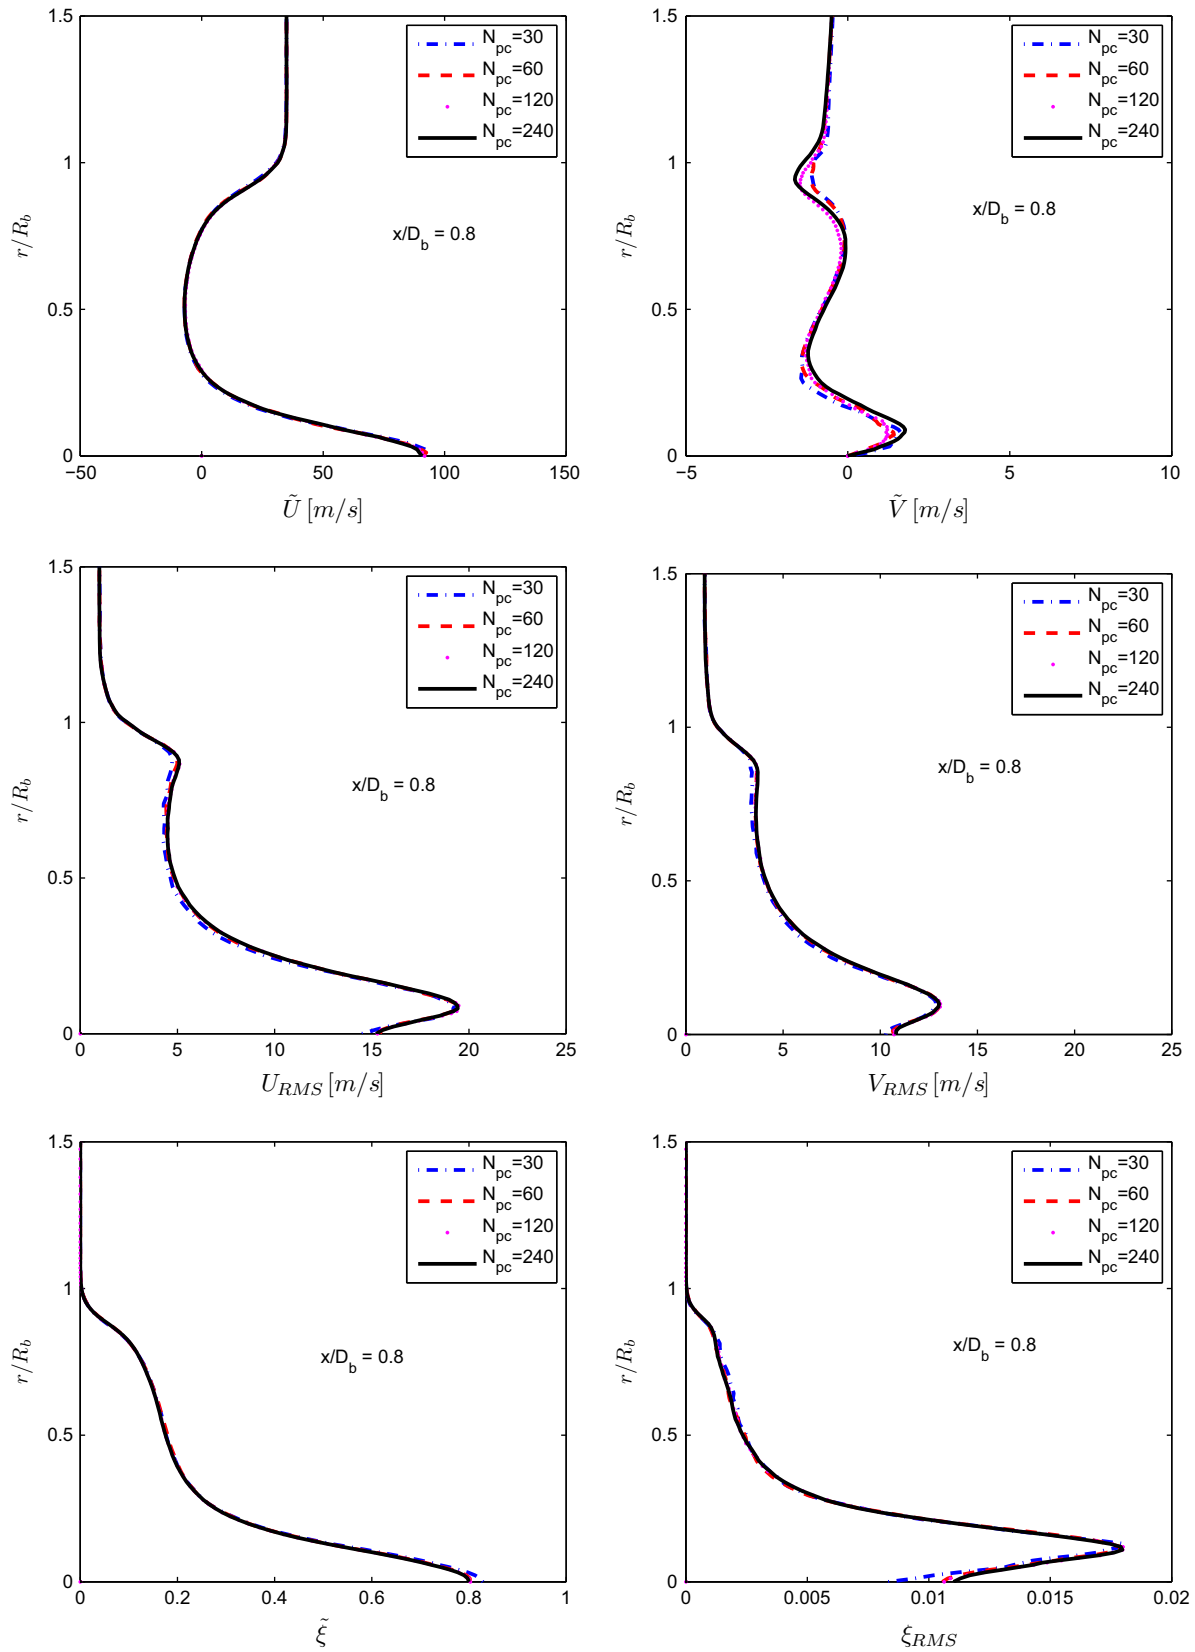 1.5
1
0.5
0
r/R_b
N_pc=30
N_pc=60
N_pc=120
N_pc=240
x/D_b = 0.8
−50 0 50 100 150
Ũ [m/s]
1.5
1
0.5
0
r/R_b
N_pc=30
N_pc=60
N_pc=120
N_pc=240
x/D_b = 0.8
−5 0 5 10
Ṽ [m/s]
1.5
1
0.5
0
r/R_b
N_pc=30
N_pc=60
N_pc=120
N_pc=240
x/D_b = 0.8
0 5 10 15 20 25
U_RMS [m/s]
1.5
1
0.5
0
r/R_b
N_pc=30
N_pc=60
N_pc=120
N_pc=240
x/D_b = 0.8
0 5 10 15 20 25
V_RMS [m/s]
1.5
1
0.5
0
r/R_b
N_pc=30
N_pc=60
N_pc=120
N_pc=240
x/D_b = 0.8
0 0.2 0.4 0.6 0.8 1
ξ̃
1.5
1
0.5
0
r/R_b
N_pc=30
N_pc=60
N_pc=120
N_pc=240
x/D_b = 0.8
0 0.005 0.01 0.015 0.02
ξ_RMS